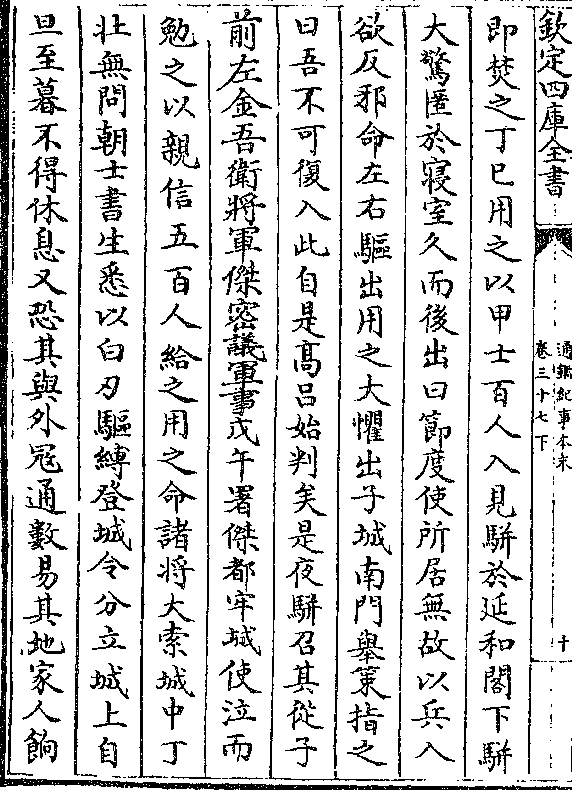 欽定四庫全書
通鑑紀事本末
卷三十七下
十
即焚之丁巳用之以甲士百人入見駢於延和閣下駢
大驚匿於寢室久而後出曰節度使所居無故以兵入
欲反邪命左右驅出用之大懼出子城南門舉策指之
曰吾不可復入此自是高吕始判矣是夜駢召其從子
前左金吾衛將軍傑密議軍事戊午署傑都牢城使泣而
勉之以親信五百人給之用之命諸將大索城中丁
壯無問朝士書生悉以白刃驅縛登城令分立城上自
旦至暮不得休息又恐其與外寇通數易其地家人餉